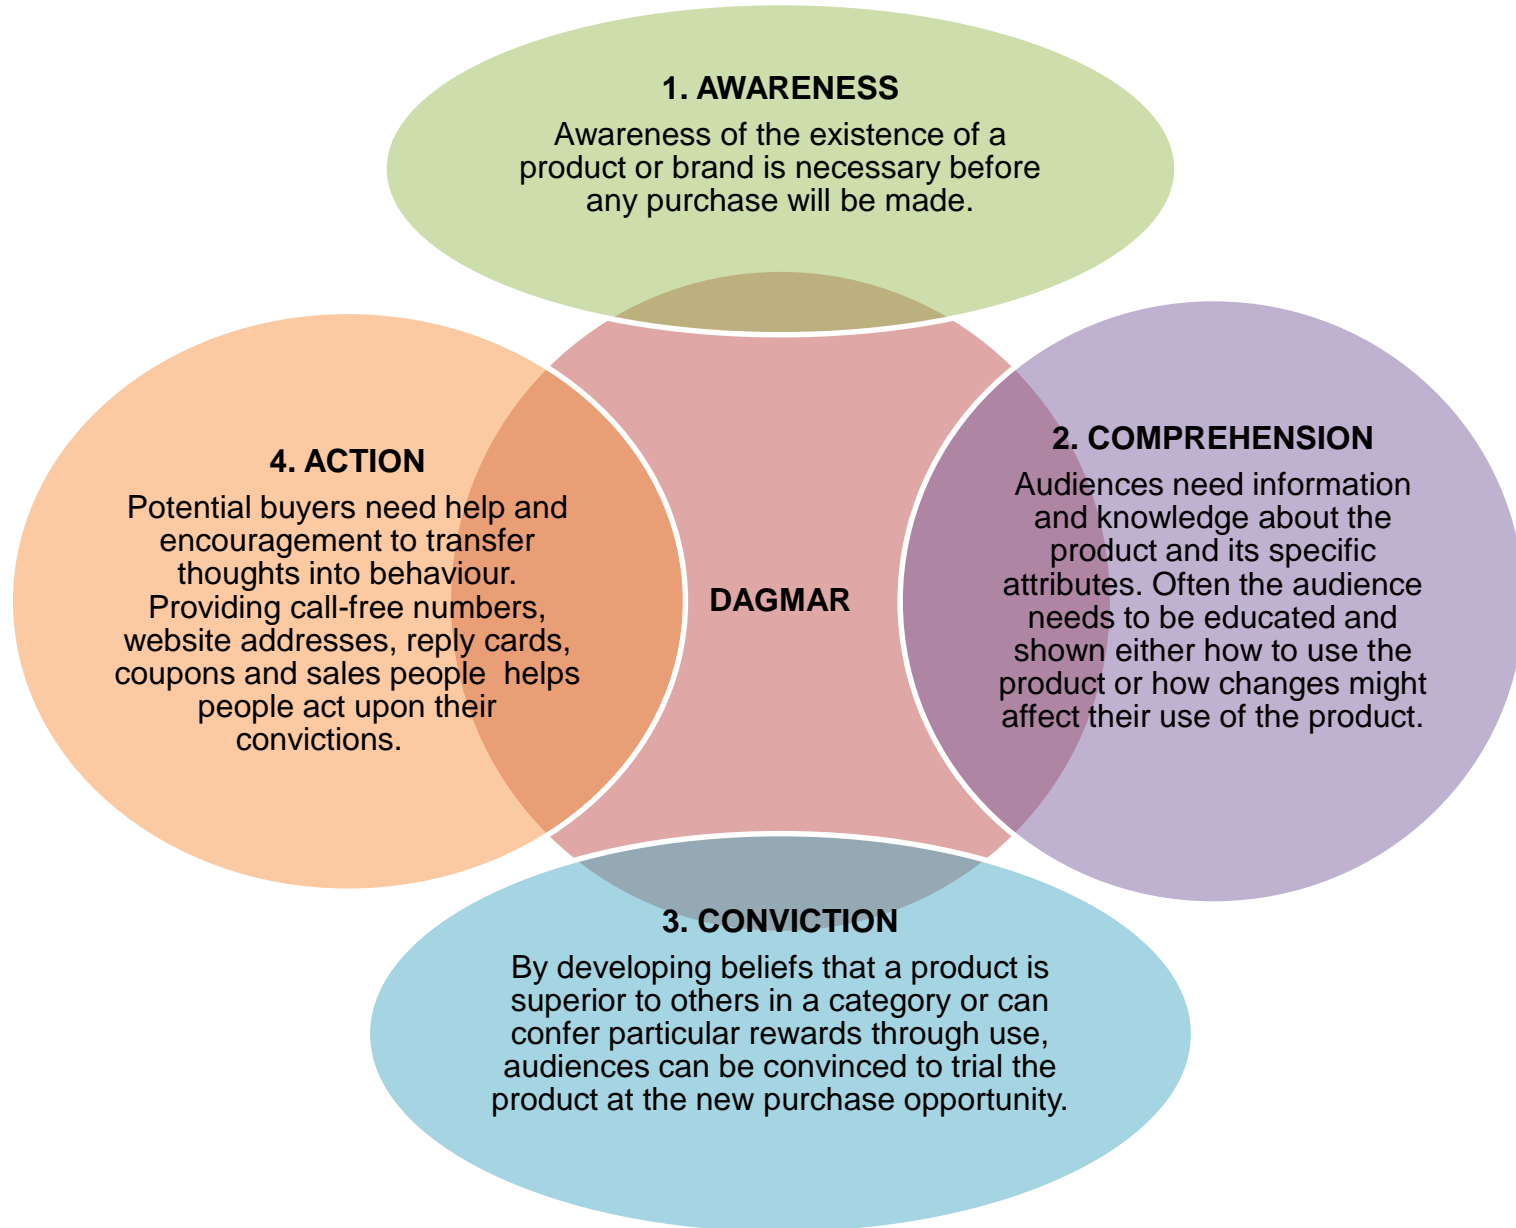 1. AWARENESS
Awareness of the existence of a
product or brand is necessary before
any purchase will be made.
2. COMPREHENSION
Audiences need information
and knowledge about the
product and its specific
attributes. Often the audience
needs to be educated and
shown either how to use the
product or how changes might
affect their use of the product.
3. CONVICTION
By developing beliefs that a product is
superior to others in a category or can
confer particular rewards through use,
audiences can be convinced to trial the
product at the new purchase opportunity.
4. ACTION
Potential buyers need help and
encouragement to transfer
thoughts into behaviour.
Providing call-free numbers,
website addresses, reply cards,
coupons and sales people  helps
people act upon their
convictions.
DAGMAR